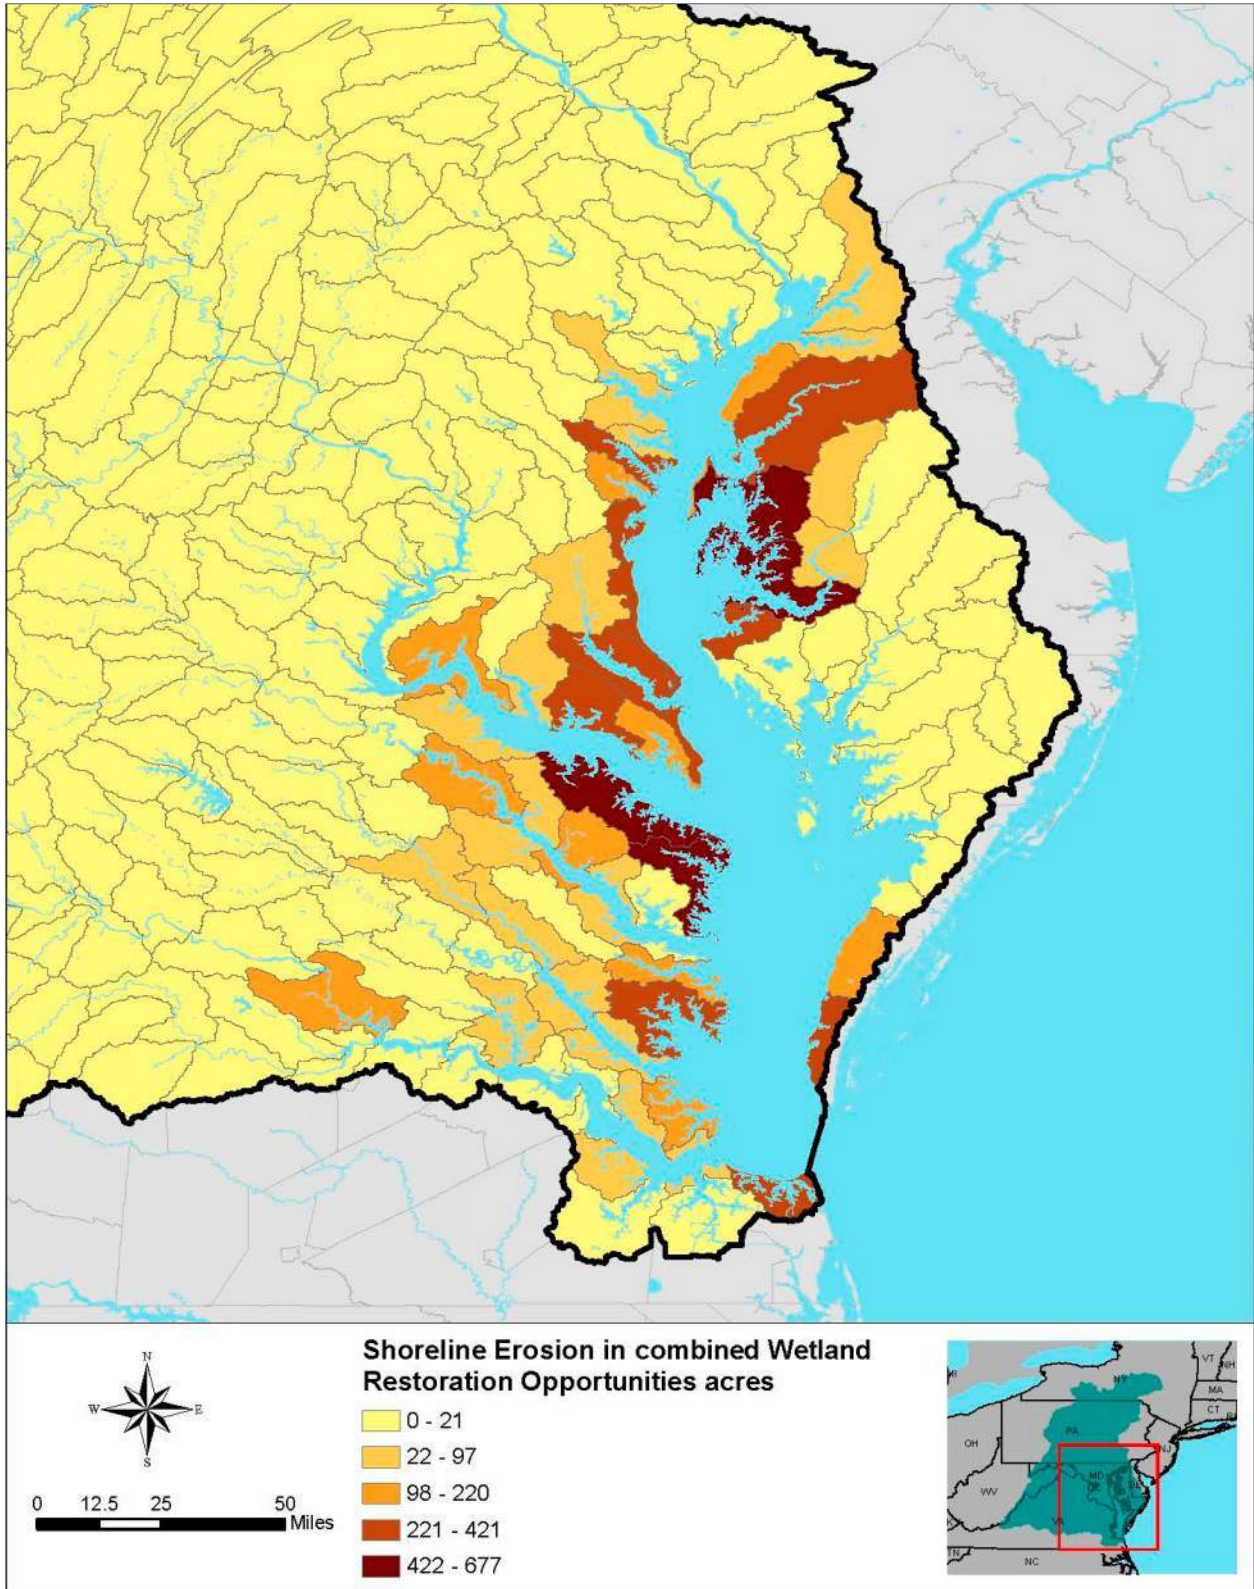 N
W E
S
0 12.5 25 50
Miles
Shoreline Erosion in combined Wetland
Restoration Opportunities acres
0 - 21
22 - 97
98 - 220
221 - 421
422 - 677
VT
NH
NY
MA
CT
PA
OH
NJ
MD
DE
WV
VA
TN
NC